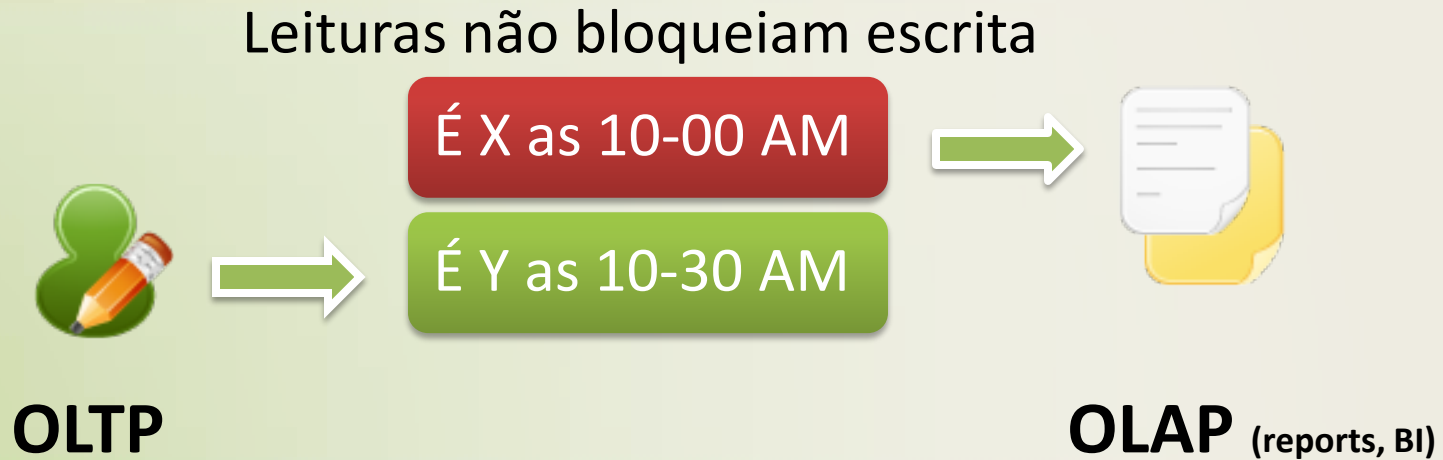 Leituras não bloqueiam escrita
É X as 10-00 AM
É Y as 10-30 AM
OLTP
OLAP (reports, BI)